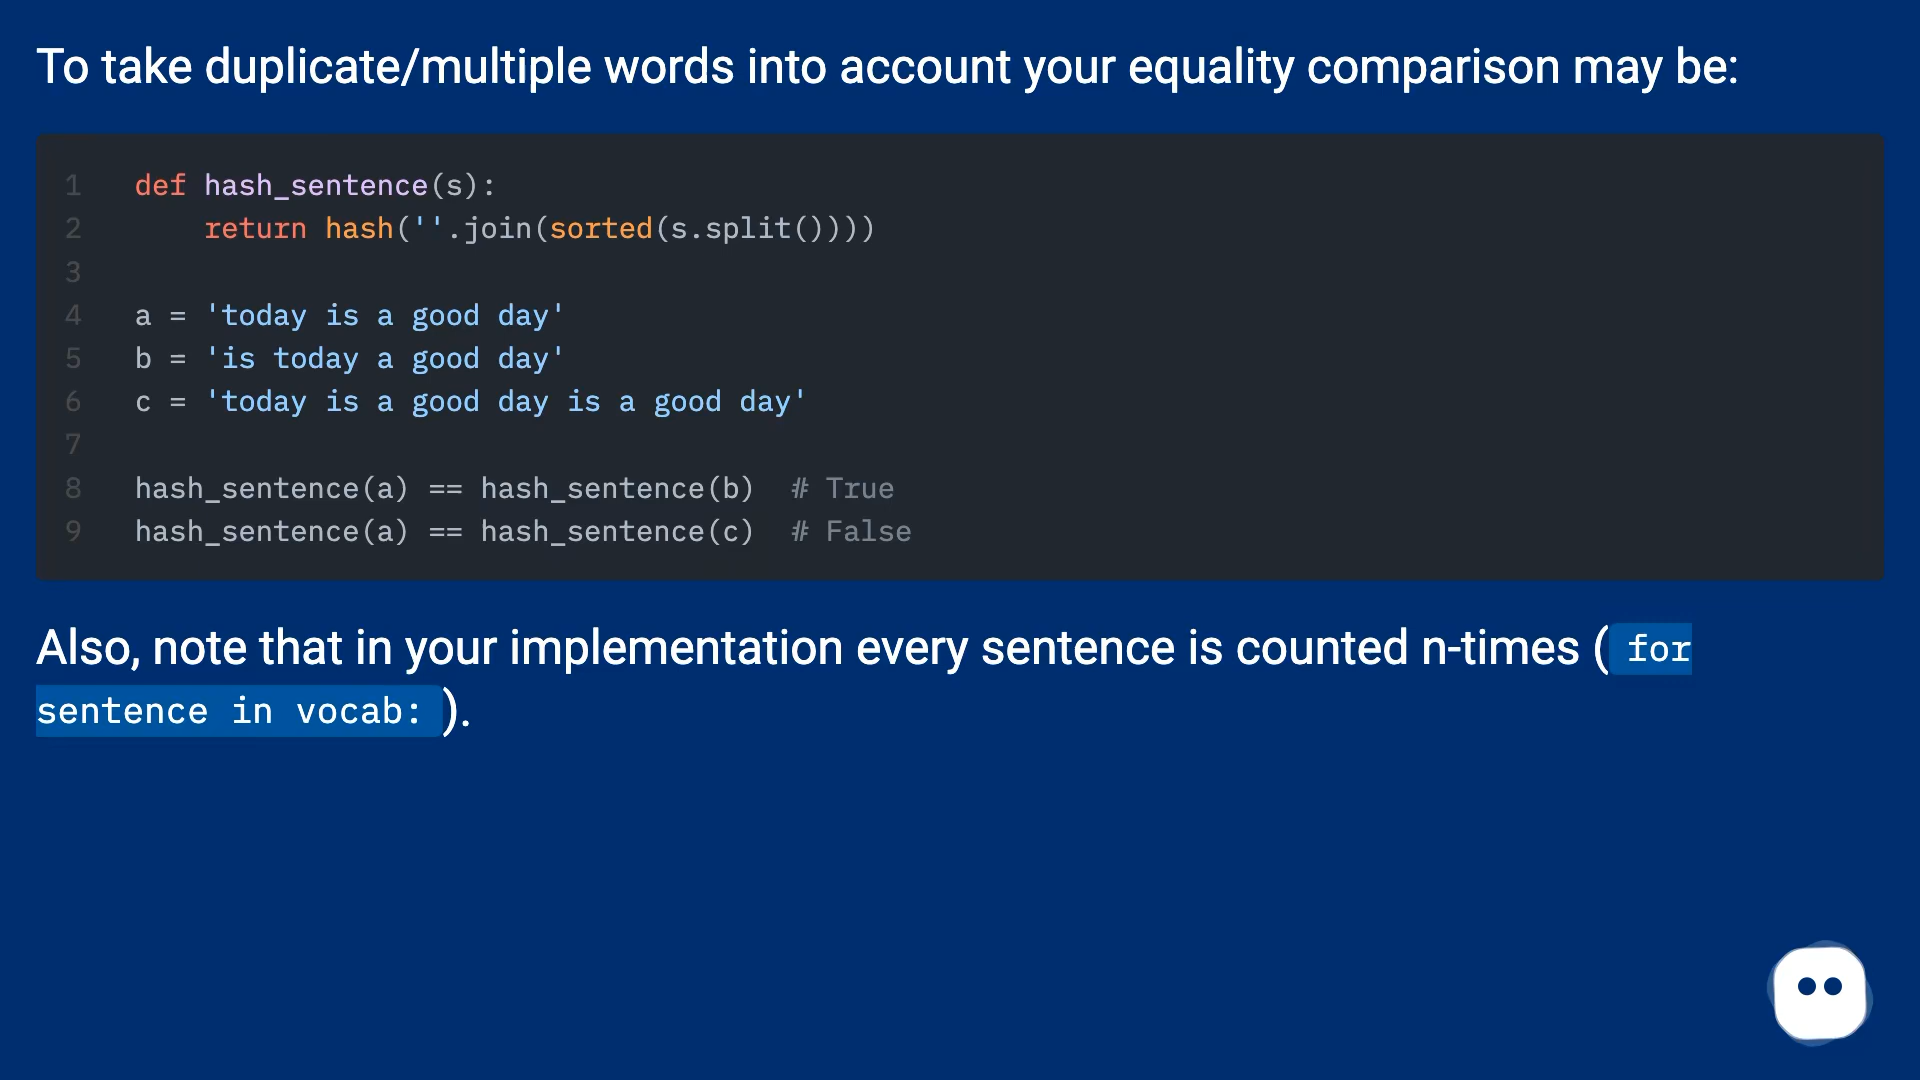 To take duplicate/multiple words into account your equality comparison may be:
1 def hash_sentence(s):
2     return hash(''.join(sorted(s.split())))
3
4 a = 'today is a good day'
5 b = 'is today a good day'
6 c = 'today is a good day is a good day'
7
8 hash_sentence(a) == hash_sentence(b)  # True
9 hash_sentence(a) == hash_sentence(c)  # False
Also, note that in your implementation every sentence is counted n-times ( for
sentence in vocab: ).